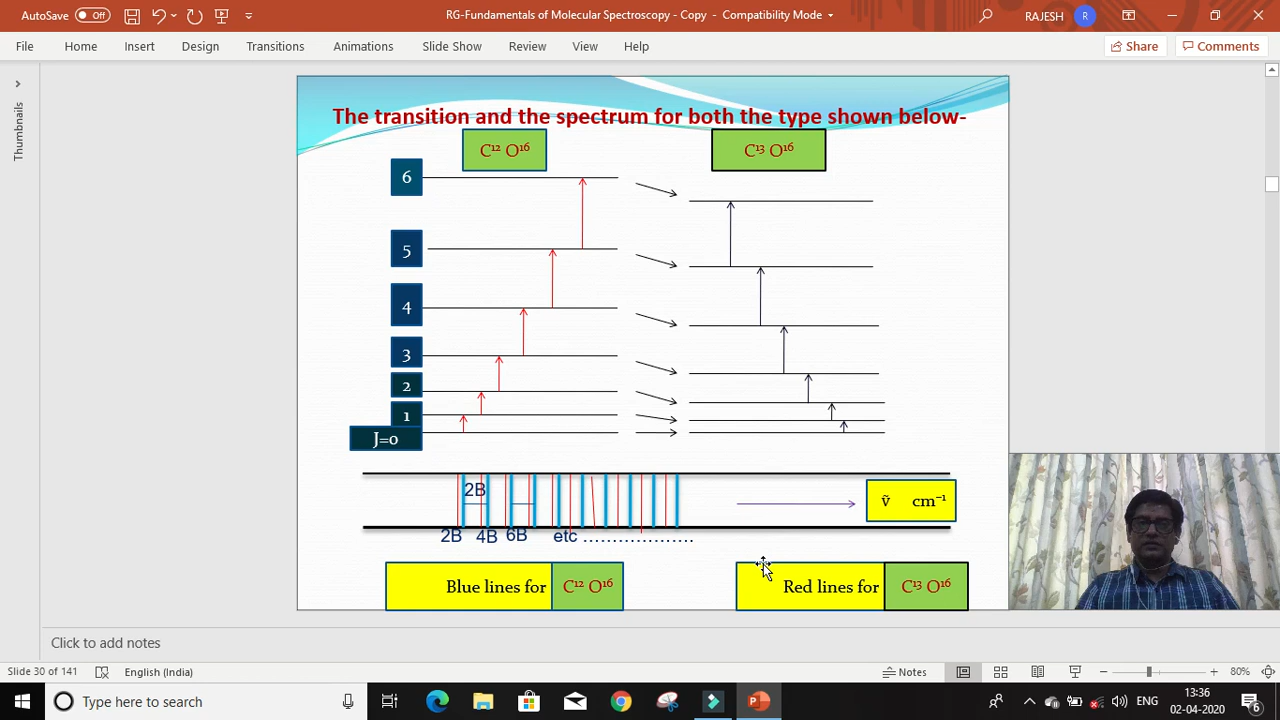 AutoSave Off
RG-Fundamentals of Molecular Spectroscopy - Copy - Compatibility Mode
RAJESH R
File Home Insert Design Transitions Animations Slide Show Review View Help Share Comments
Thumbnails
The transition and the spectrum for both the type shown below-
C¹² O¹⁶
C¹³ O¹⁶
6
5
4
3
2
1
J=0
2B
ṽ cm⁻¹
2B 4B 6B etc ………………….
Blue lines for C¹² O¹⁶
Red lines for C¹³ O¹⁶
Click to add notes
Slide 30 of 141 English (India) Notes 80%
Type here to search
ENG
13:36
02-04-2020
6